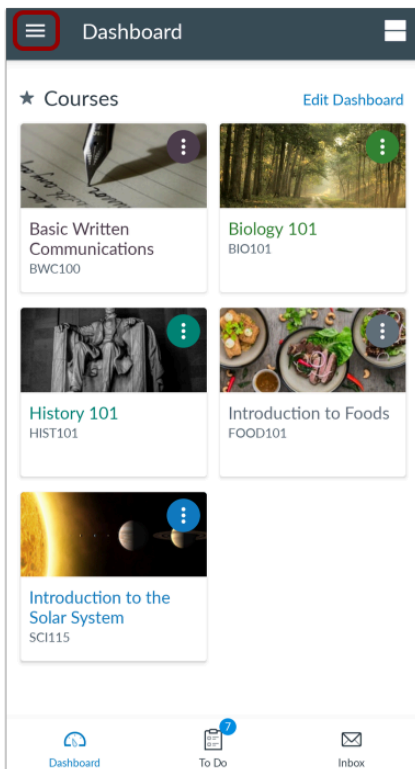 Dashboard
Courses
Edit Dashboard
Basic Written
Communications
BWC100
Biology 101
BIO101
History 101
HIST101
Introduction to Foods
FOOD101
Introduction to the
Solar System
SCI115
7
Dashboard
To Do
Inbox